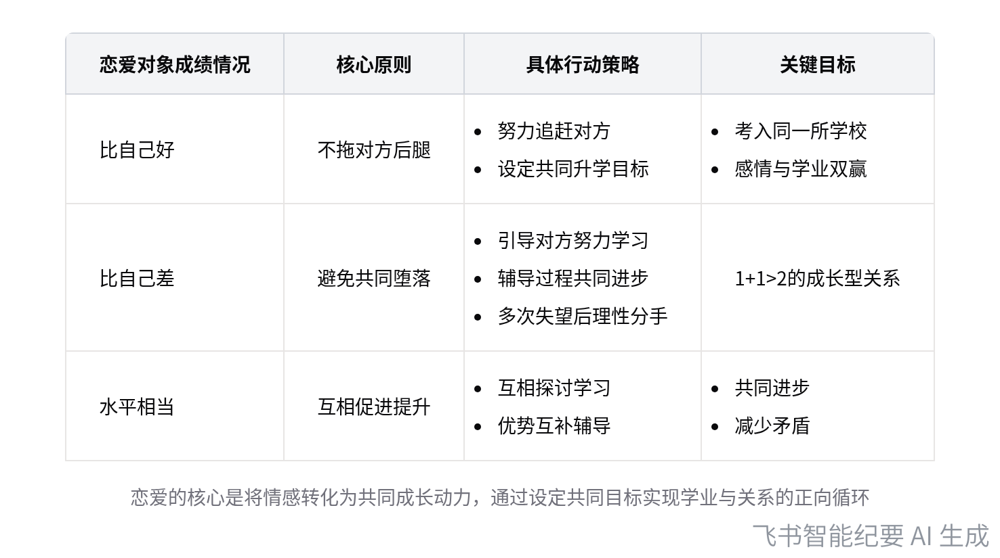 恋爱对象成绩情况 核心原则 具体行动策略 关键目标
比自己好 不拖对方后腿
• 努力追赶对方
• 设定共同升学目标
• 考入同一所学校
• 感情与学业双赢
比自己差 避免共同堕落
• 引导对方努力学习
• 辅导过程共同进步
• 多次失望后理性分手
1+1>2的成长型关系
水平相当 互相促进提升
• 互相探讨学习
• 优势互补辅导
• 共同进步
• 减少矛盾
恋爱的核心是将情感转化为共同成长动力，通过设定共同目标实现学业与关系的正向循环
飞书智能纪要 AI 生成